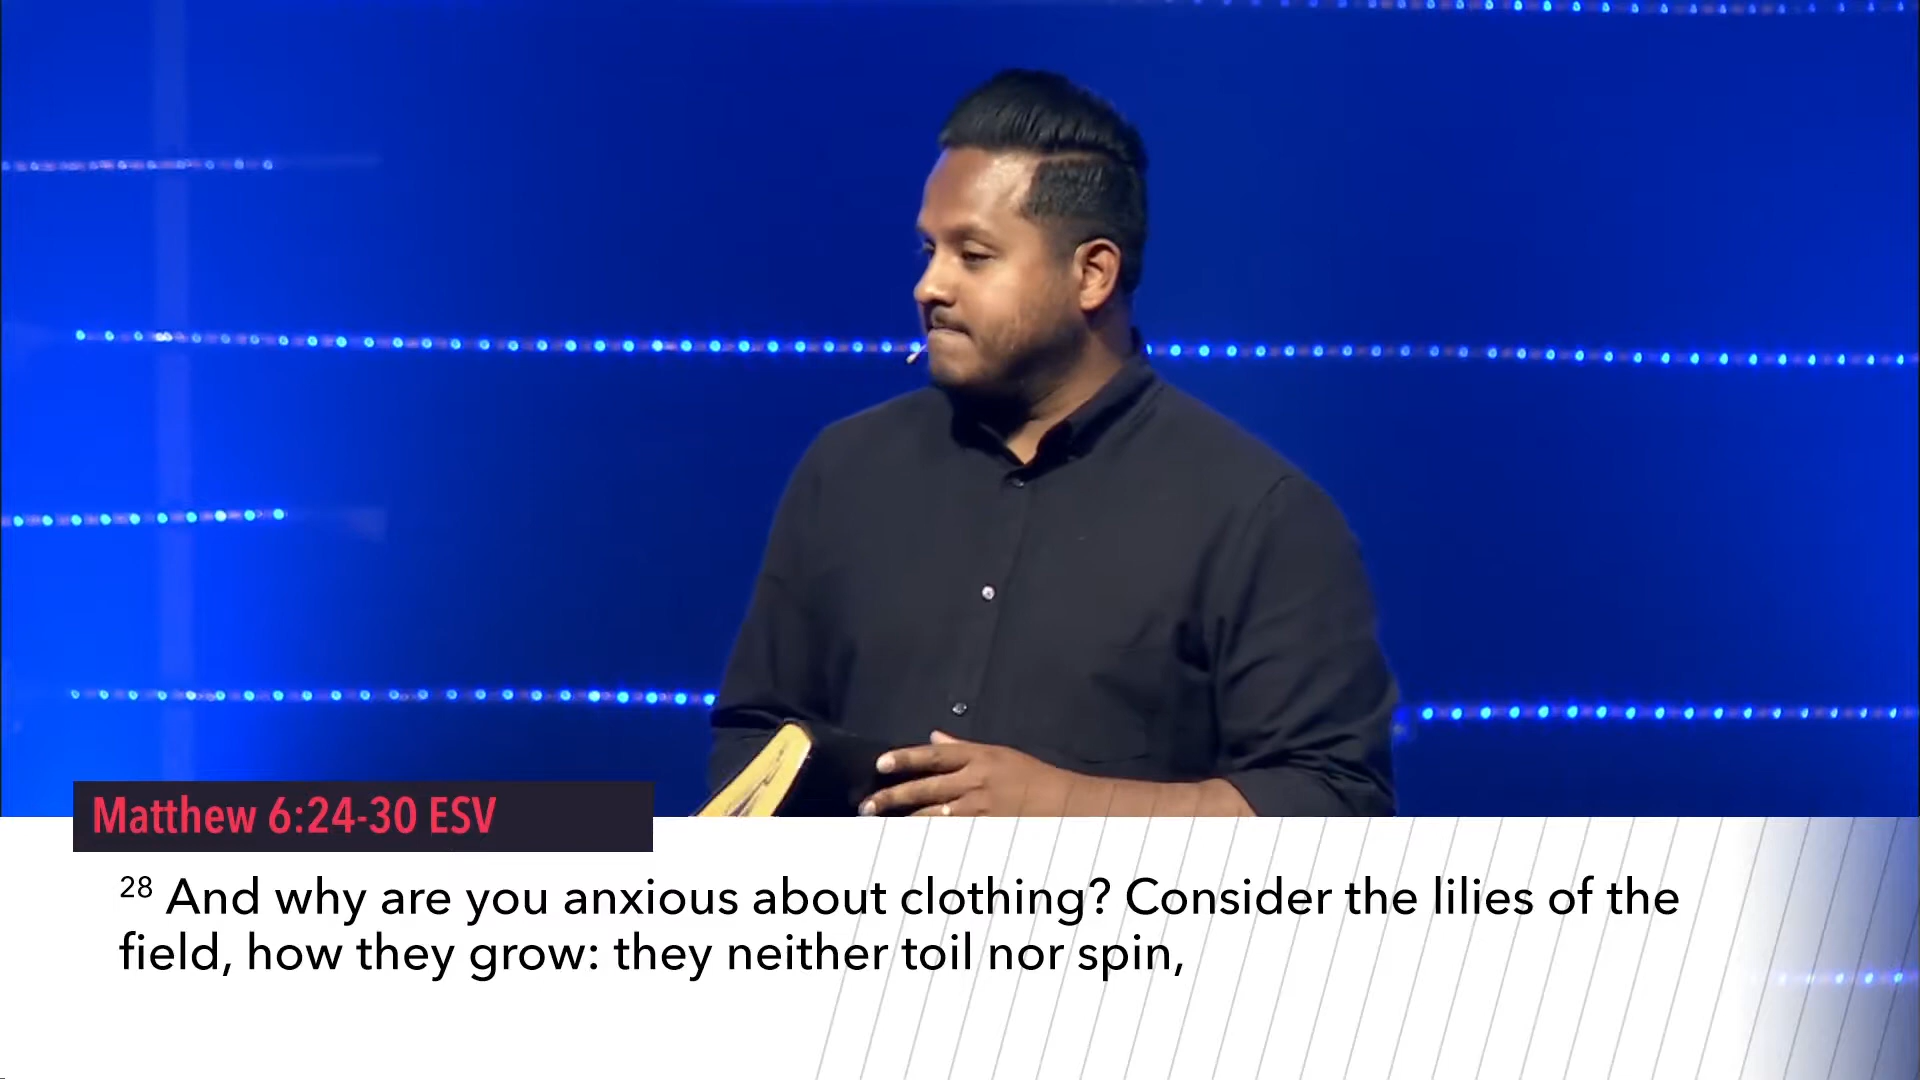 Matthew 6:24-30 ESV
28 And why are you anxious about clothing? Consider the lilies of the
field, how they grow: they neither toil nor spin,